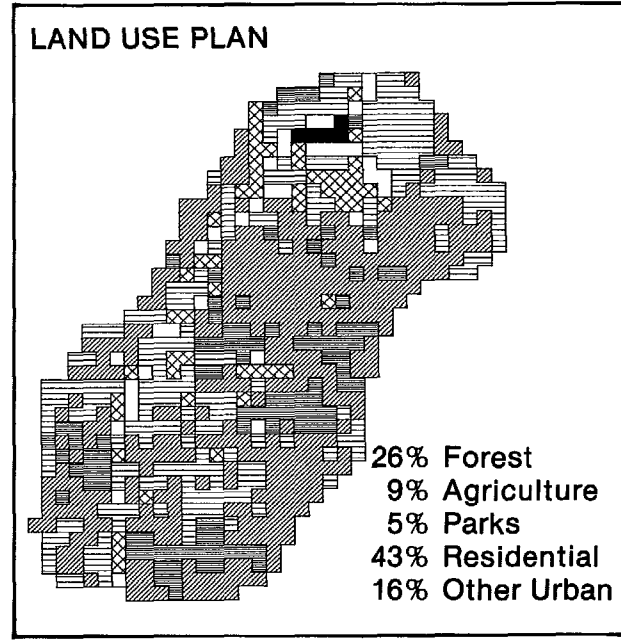 LAND USE PLAN
26% Forest
9% Agriculture
5% Parks
43% Residential
16% Other Urban